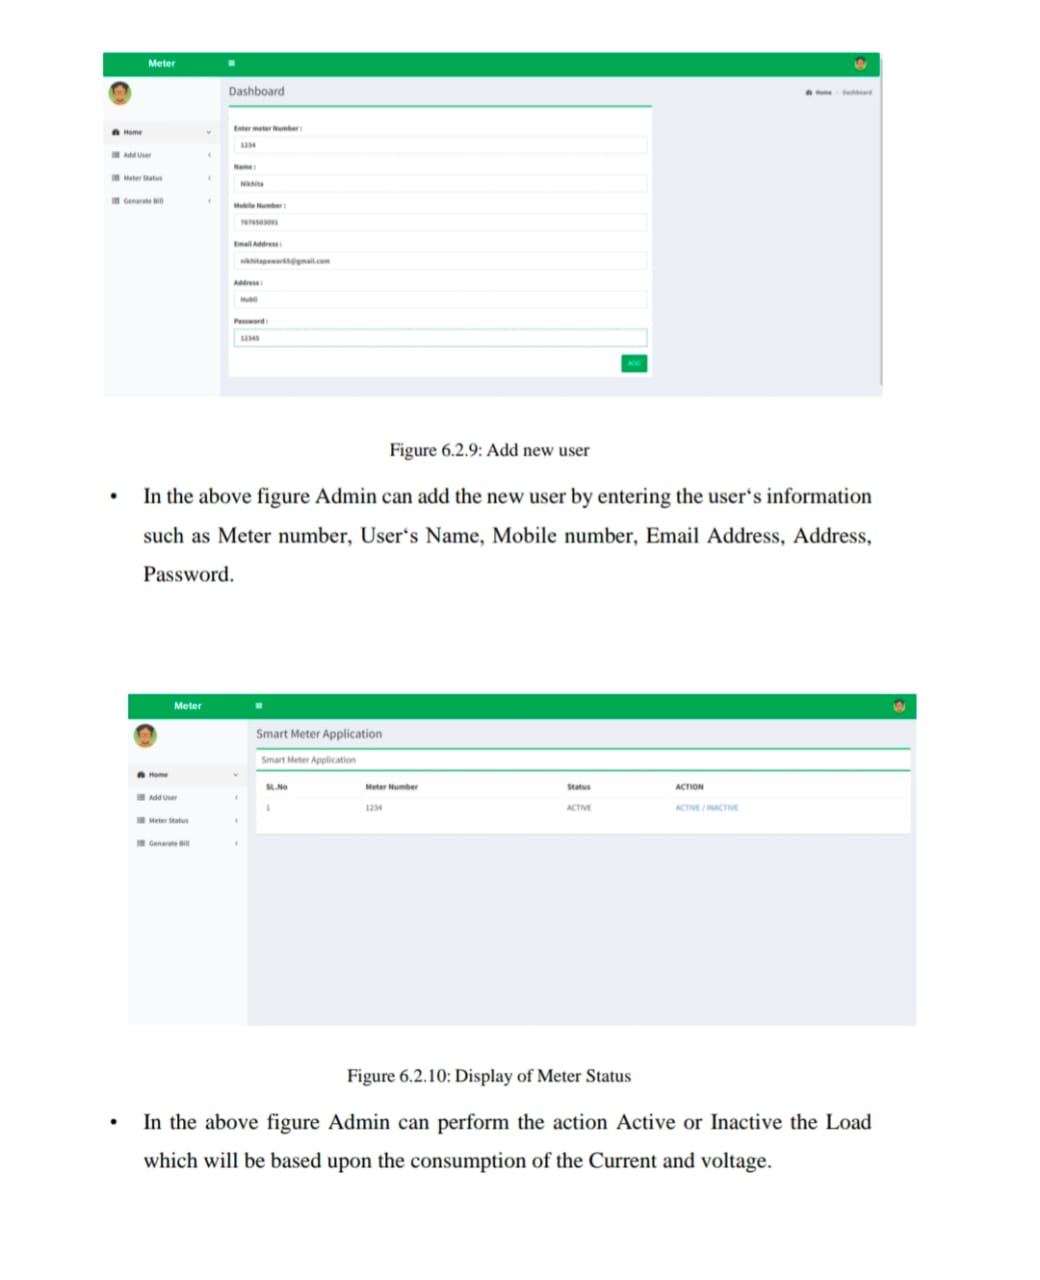 Meter
Dashboard
Home Dashboard
Home
Add User
Meter Status
Genarate Bill
Enter meter Number :
1234
Name :
Nikhita
Mobile Number :
Email Address :
nikhitapawar65@gmail.com
Address :
Hubli
Password :
12345
ADD
Figure 6.2.9: Add new user
• In the above figure Admin can add the new user by entering the user‘s information
such as Meter number, User‘s Name, Mobile number, Email Address, Address,
Password.
Meter
Smart Meter Application
Smart Meter Application
Home
Add User
Meter Status
Genarate Bill
SL.No Meter Number Status ACTION
1 1234 ACTIVE ACTIVE / INACTIVE
Figure 6.2.10: Display of Meter Status
• In the above figure Admin can perform the action Active or Inactive the Load
which will be based upon the consumption of the Current and voltage.